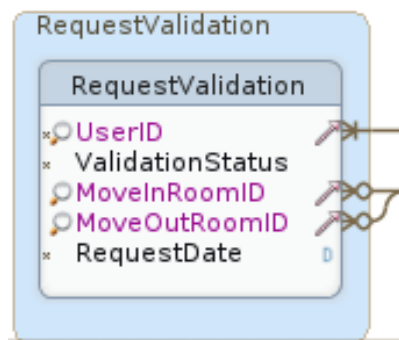 RequestValidation
RequestValidation
UserID
ValidationStatus
MoveInRoomID
MoveOutRoomID
RequestDate D